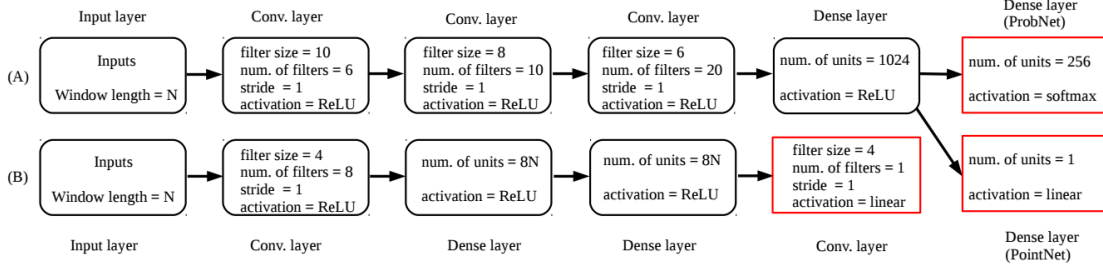 Input layer
Conv. layer
Conv. layer
Conv. layer
Dense layer
Dense layer
(ProbNet)
(A)
Inputs
Window length = N
filter size = 10
num. of filters = 6
stride = 1
activation = ReLU
filter size = 8
num. of filters = 10
stride = 1
activation = ReLU
filter size = 6
num. of filters = 20
stride = 1
activation = ReLU
num. of units = 1024
activation = ReLU
num. of units = 256
activation = softmax
(B)
Inputs
Window length = N
filter size = 4
num. of filters = 8
stride = 1
activation = ReLU
num. of units = 8N
activation = ReLU
num. of units = 8N
activation = ReLU
filter size = 4
num. of filters = 1
stride = 1
activation = linear
num. of units = 1
activation = linear
Input layer
Conv. layer
Dense layer
Dense layer
Conv. layer
Dense layer
(PointNet)